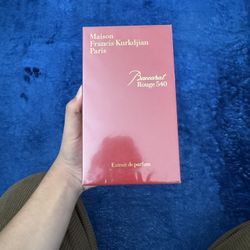 Maison
Francis Kurkdjian
Paris
Baccarat
Rouge 540
Extrait de parfum